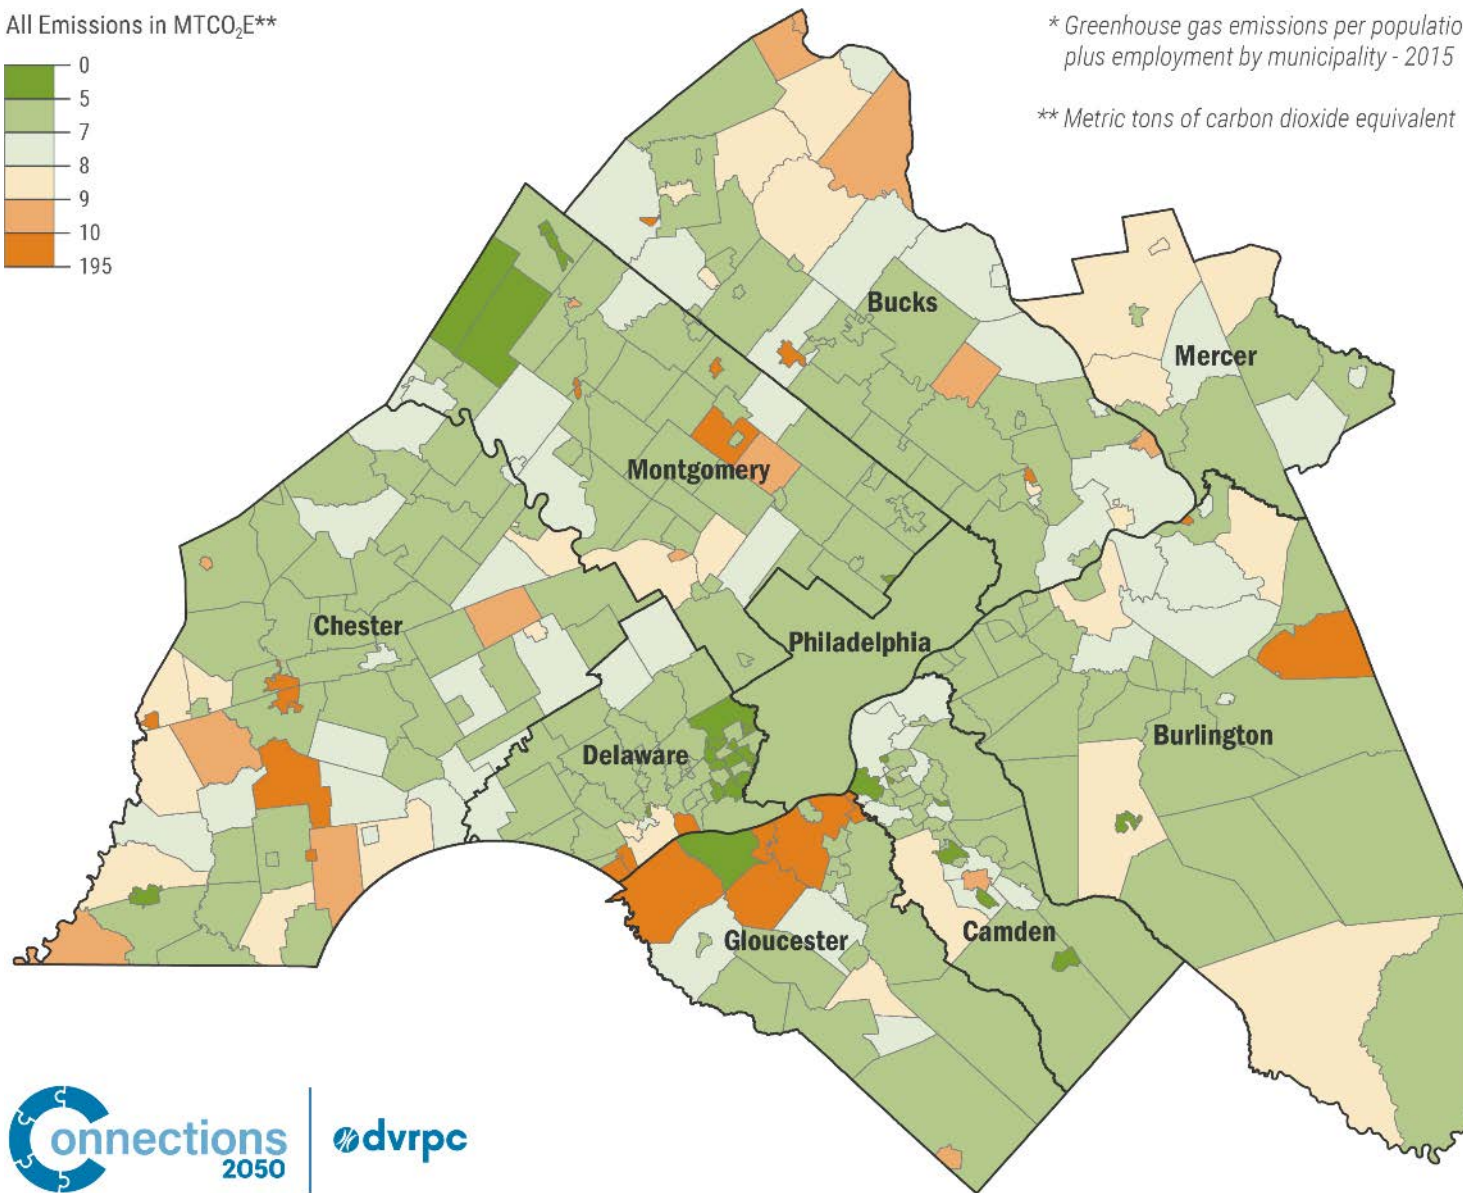 All Emissions in MTCO₂E**
0
5
7
8
9
10
195
* Greenhouse gas emissions per populatio
plus employment by municipality - 2015
** Metric tons of carbon dioxide equivalent
Bucks
Mercer
Montgomery
Chester
Philadelphia
Delaware
Burlington
Gloucester
Camden
Connections
2050
dvrpc